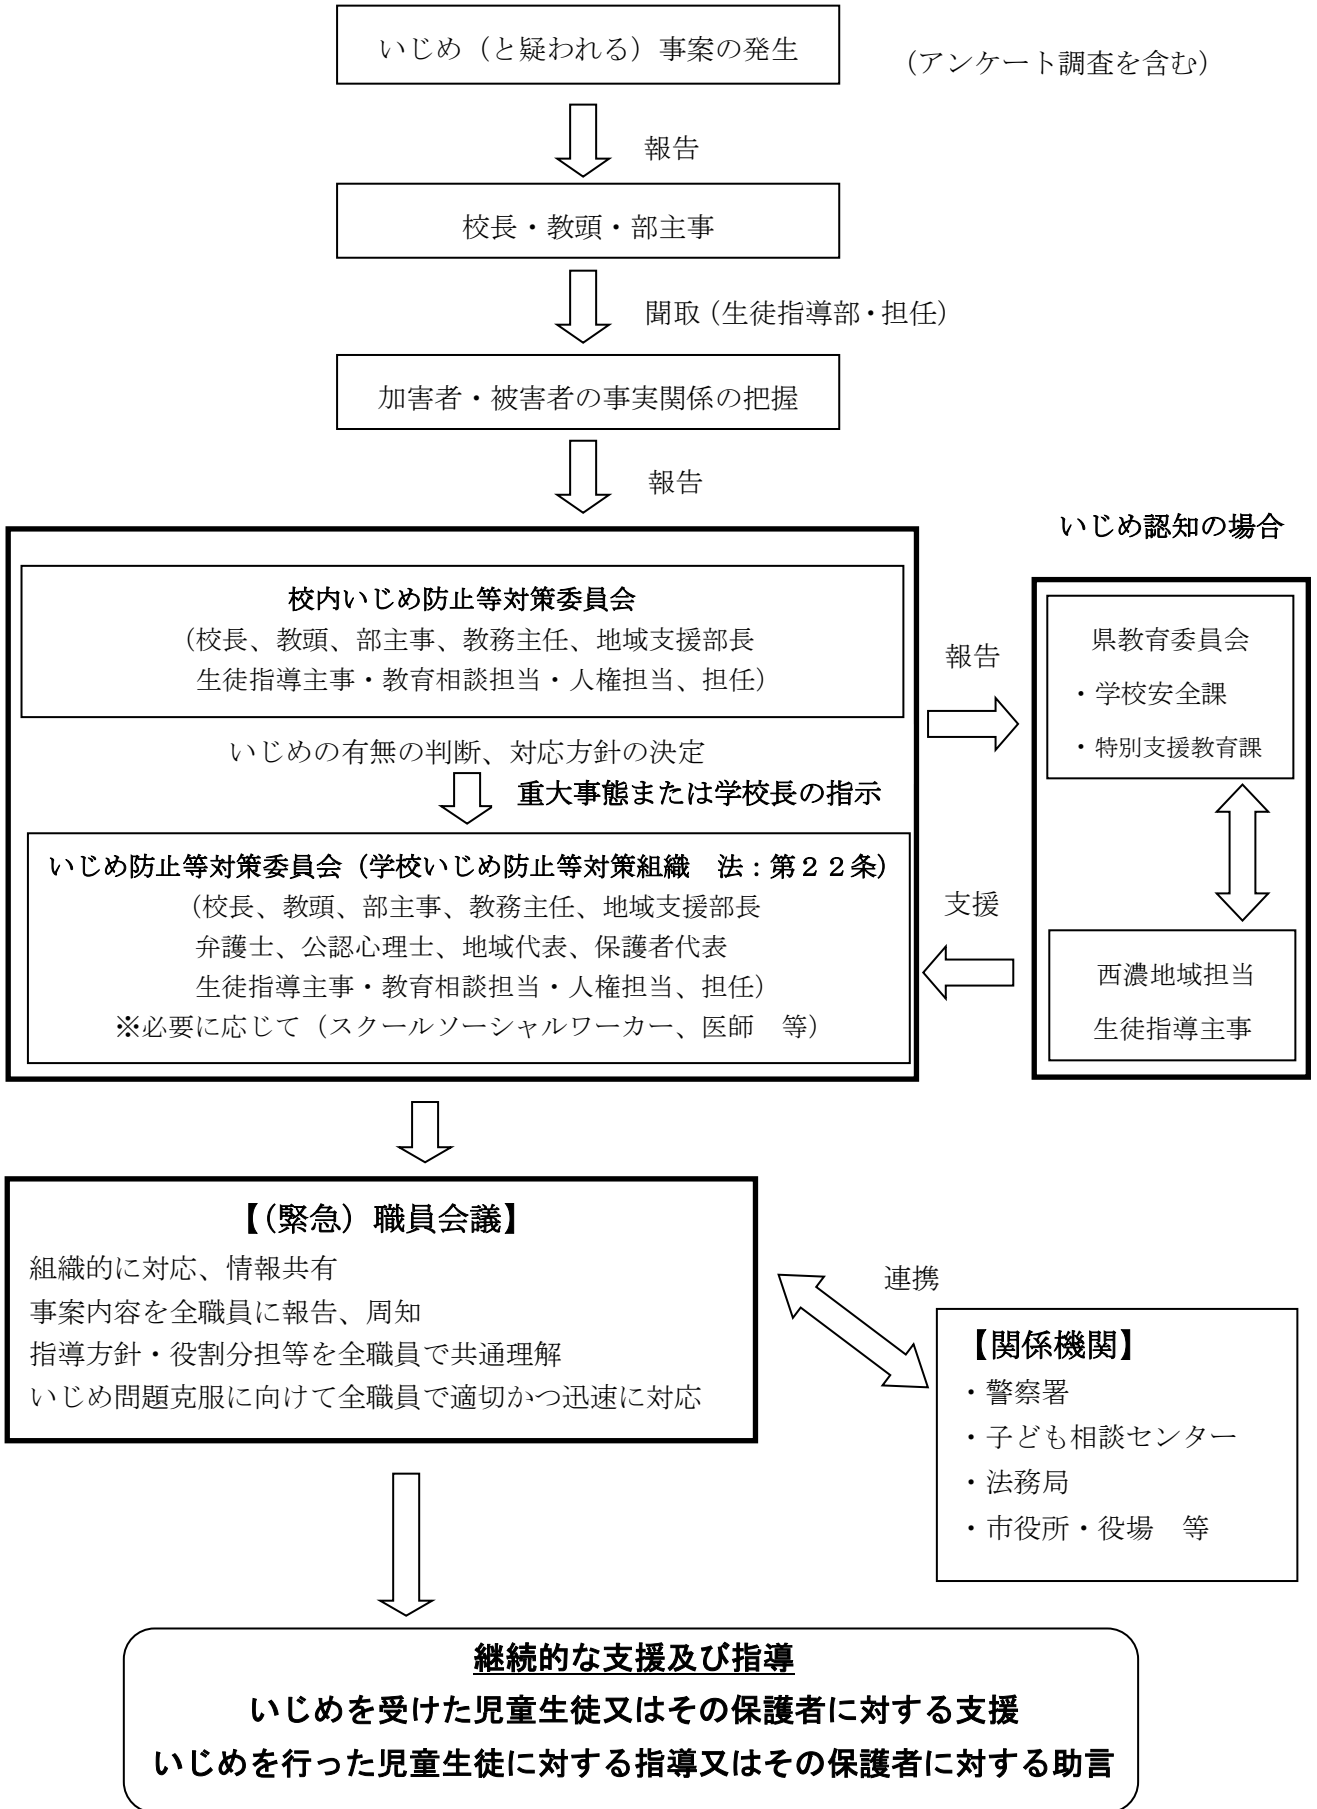 いじめ（と疑われる）事案の発生
（アンケート調査を含む）
報告
校長・教頭・部主事
聞取（生徒指導部・担任）
加害者・被害者の事実関係の把握
報告
いじめ認知の場合
校内いじめ防止等対策委員会
（校長、教頭、部主事、教務主任、地域支援部長
生徒指導主事・教育相談担当・人権担当、担任）
いじめの有無の判断、対応方針の決定
重大事態または学校長の指示
いじめ防止等対策委員会（学校いじめ防止等対策組織　法：第２２条）
（校長、教頭、部主事、教務主任、地域支援部長
弁護士、公認心理士、地域代表、保護者代表
生徒指導主事・教育相談担当・人権担当、担任）
※必要に応じて（スクールソーシャルワーカー、医師　等）
報告
県教育委員会
・学校安全課
・特別支援教育課
支援
西濃地域担当
生徒指導主事
【（緊急）職員会議】
組織的に対応、情報共有
事案内容を全職員に報告、周知
指導方針・役割分担等を全職員で共通理解
いじめ問題克服に向けて全職員で適切かつ迅速に対応
連携
【関係機関】
・警察署
・子ども相談センター
・法務局
・市役所・役場　等
継続的な支援及び指導
いじめを受けた児童生徒又はその保護者に対する支援
いじめを行った児童生徒に対する指導又はその保護者に対する助言